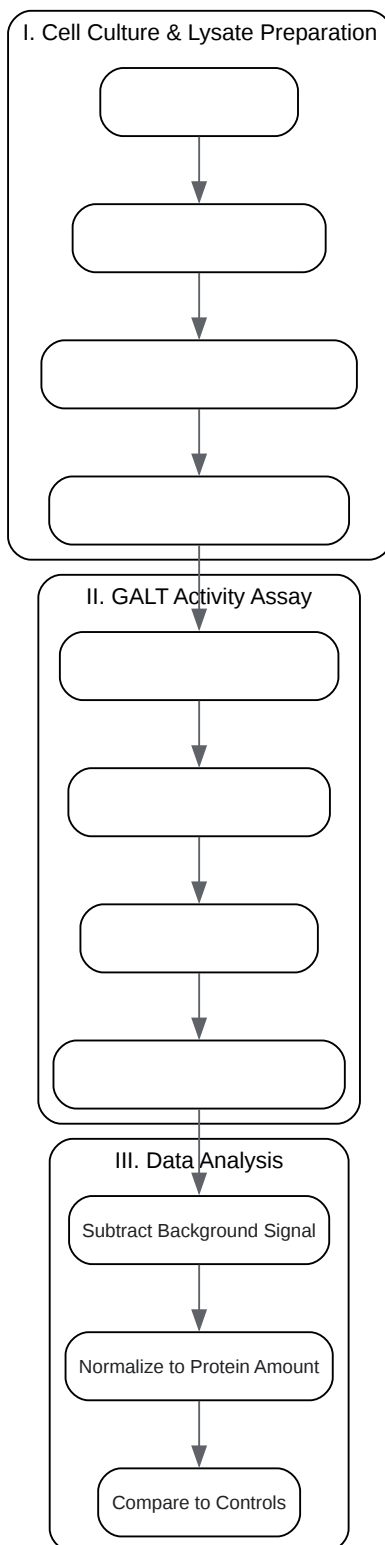 I. Cell Culture & Lysate Preparation
II. GALT Activity Assay
III. Data Analysis
Subtract Background Signal
Normalize to Protein Amount
Compare to Controls